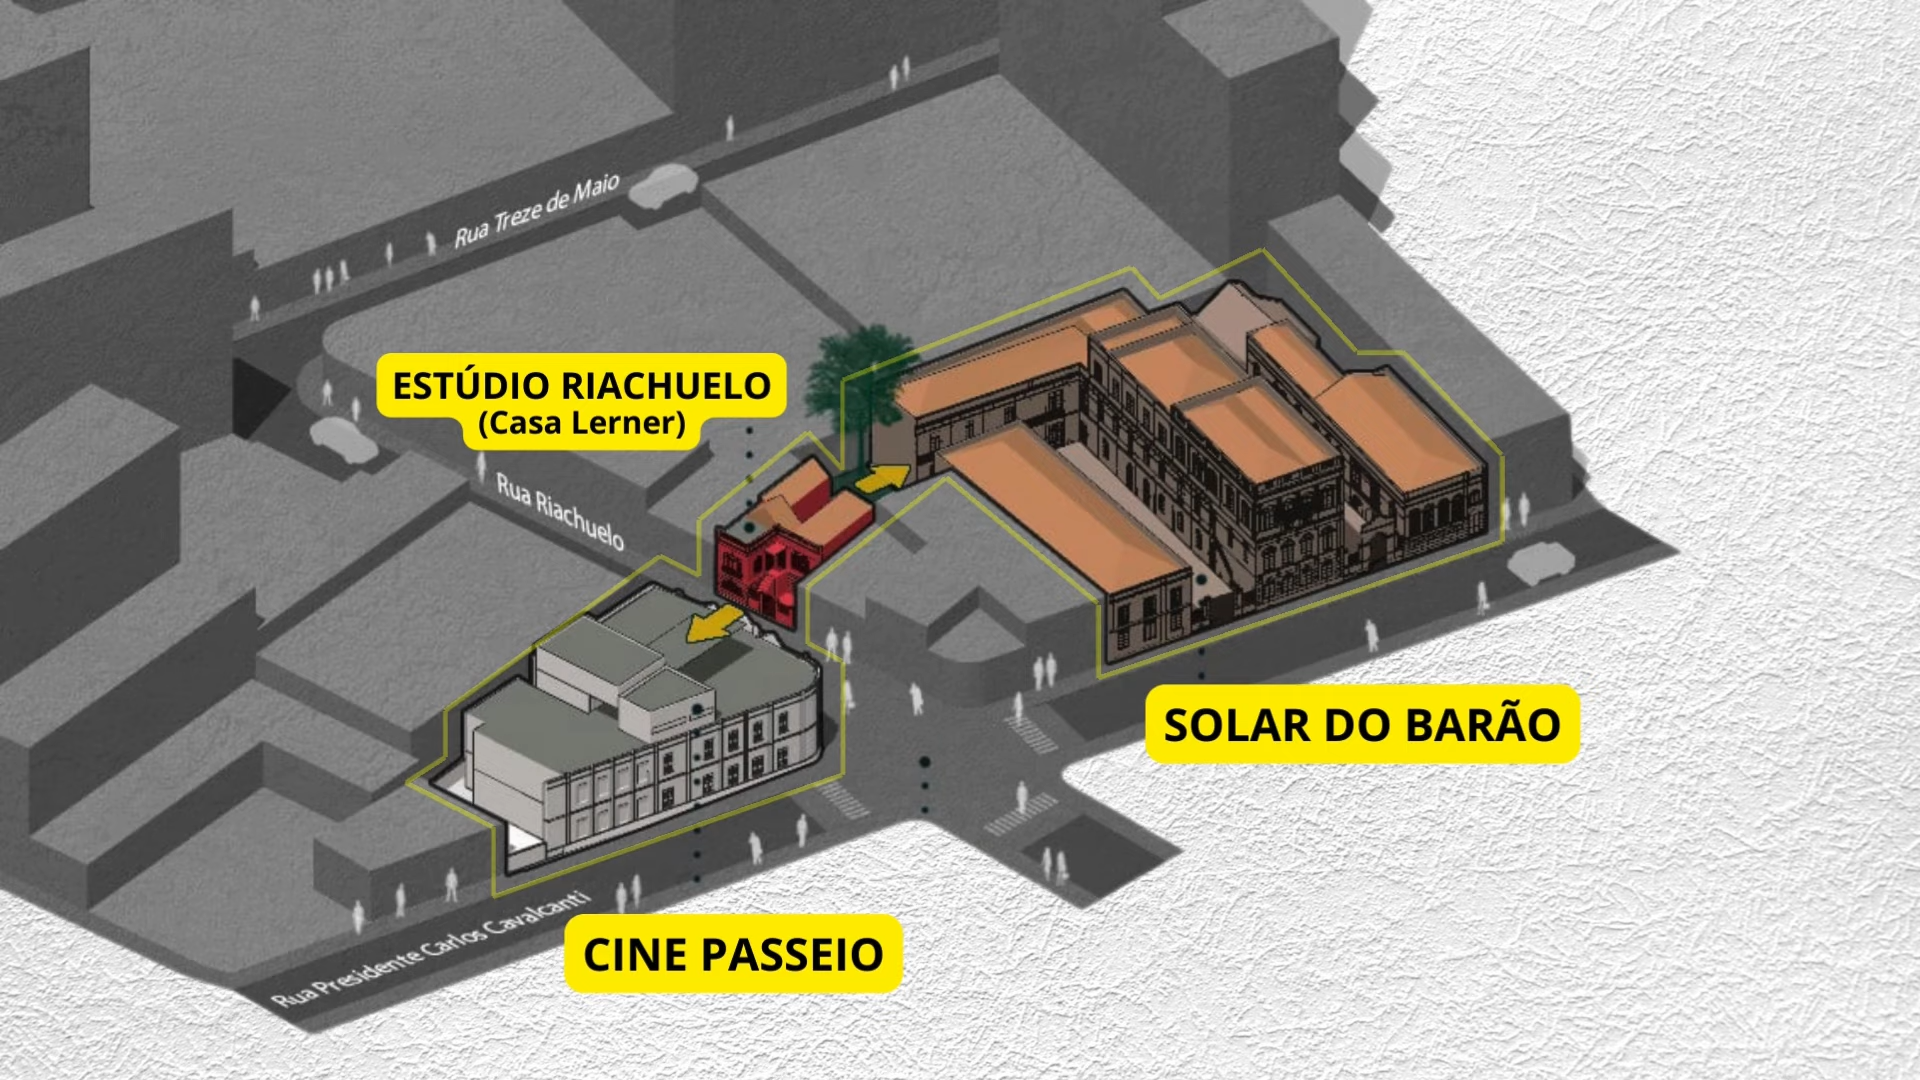 Rua Treze de Maio
ESTÚDIO RIACHUELO
(Casa Lerner)
Rua Riachuelo
SOLAR DO BARÃO
Rua Presidente Carlos Cavalcanti
CINE PASSEIO